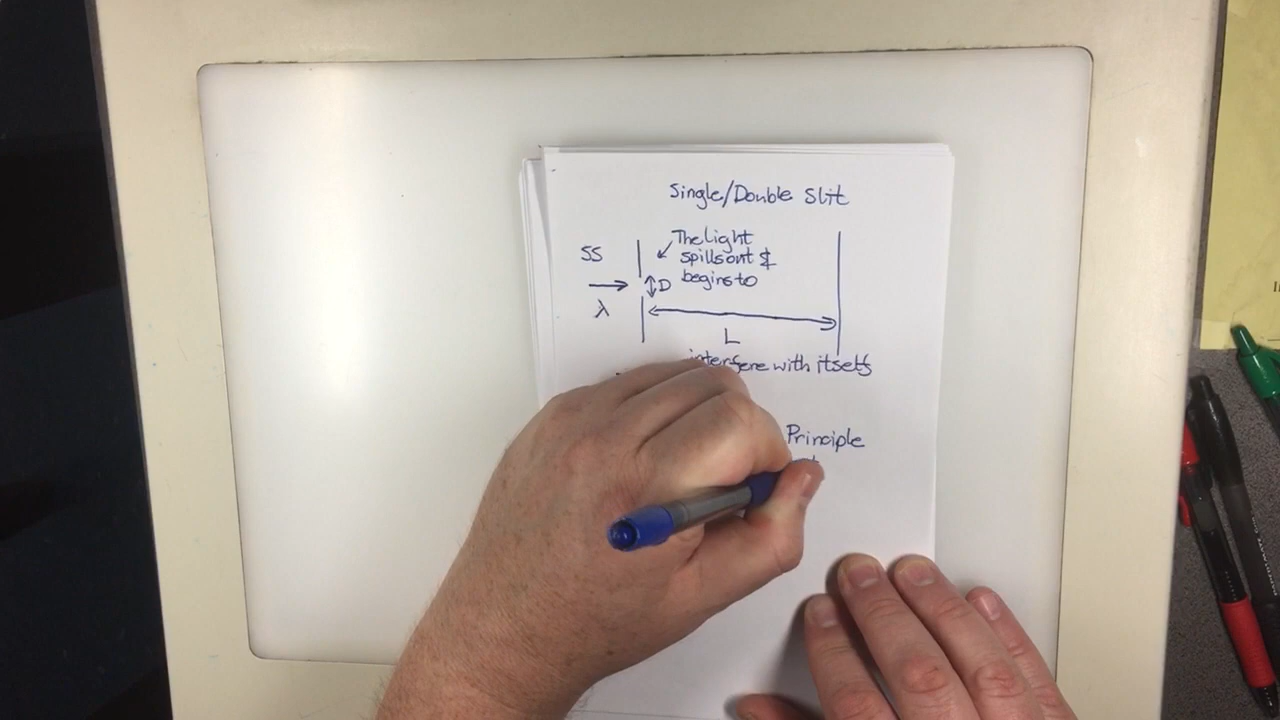 Single/Double Slit
SS
The light
spills out &
begins to
D
λ
L
interfere with itself
Principle